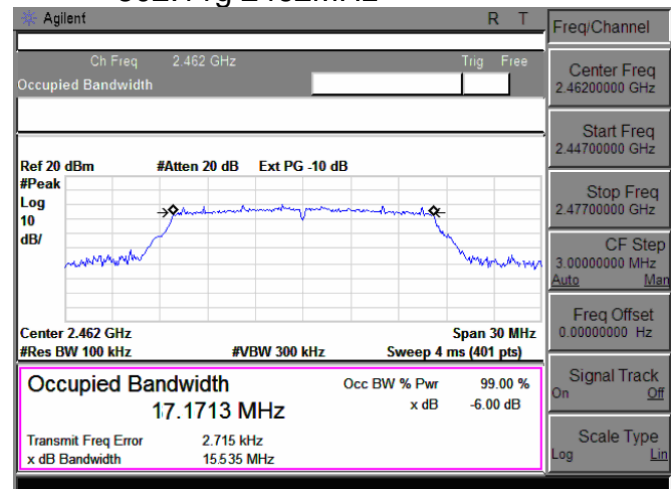 802.11g 2462MHz
Agilent R T
Freq/Channel
Ch Freq 2.462 GHz Trig Free
Occupied Bandwidth
Center Freq
2.46200000 GHz
Start Freq
2.44700000 GHz
Ref 20 dBm #Atten 20 dB Ext PG -10 dB
#Peak
Log
10
dB/
Stop Freq
2.47700000 GHz
CF Step
3.00000000 MHz
Auto Man
Freq Offset
0.00000000 Hz
Center 2.462 GHz Span 30 MHz
#Res BW 100 kHz #VBW 300 kHz Sweep 4 ms (401 pts)
Occupied Bandwidth Occ BW % Pwr 99.00 %
17.1713 MHz x dB -6.00 dB
Transmit Freq Error 2.715 kHz
x dB Bandwidth 15.535 MHz
Signal Track
On Off
Scale Type
Log Lin